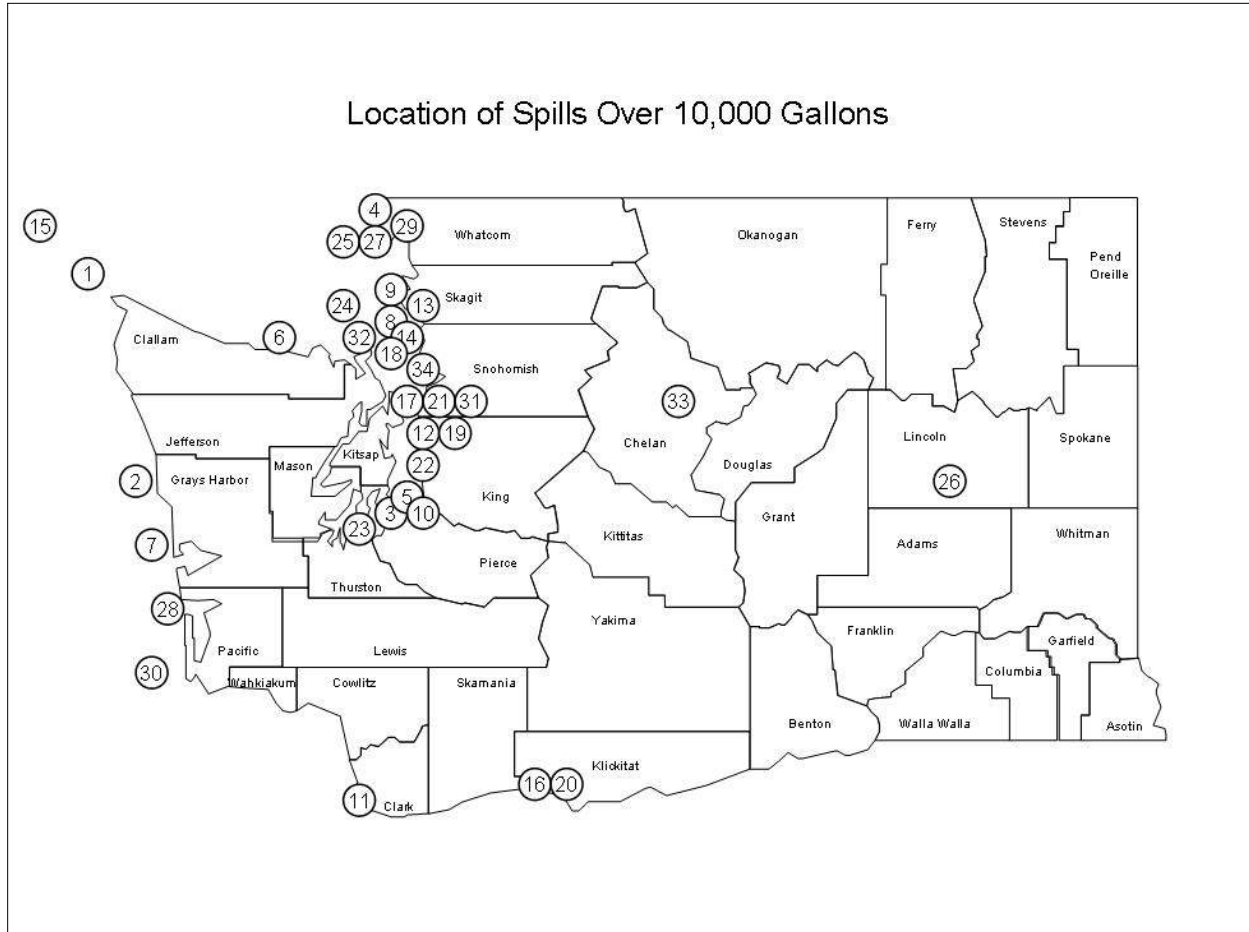 Location of Spills Over 10,000 Gallons
4
15
29
25
27
Whatcom
Okanogan
Ferry
Stevens
Pend
Oreille
1
9
24
13
Skagit
8
6
32
14
Clallam
18
34
Snohomish
17
21
31
33
12
19
Jefferson
Kitsap
Chelan
Lincoln
Spokane
22
Mason
Douglas
2
Grays Harbor
26
5
King
3
10
23
Grant
7
Kittitas
Adams
Whitman
Pierce
Thurston
28
Yakima
Franklin
Garfield
Pacific
Lewis
30
Wahkiakum
Cowlitz
Skamania
Columbia
Benton
Walla Walla
Asotin
Klickitat
16
20
11
Clark